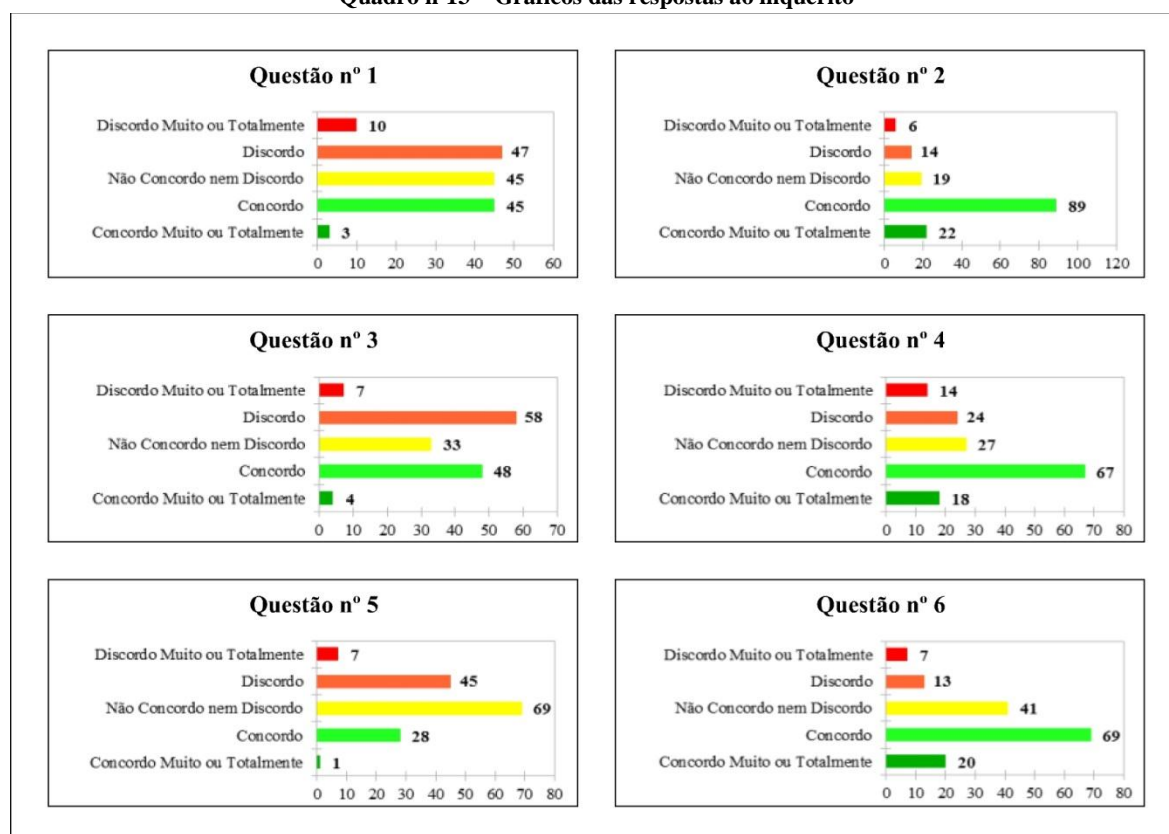 Quadro nº13 – Gráficos das respostas ao inquérito
Questão nº 1
Discordo Muito ou Totalmente 10
Discordo 47
Não Concordo nem Discordo 45
Concordo 45
Concordo Muito ou Totalmente 3
0 10 20 30 40 50 60
Questão nº 2
Discordo Muito ou Totalmente 6
Discordo 14
Não Concordo nem Discordo 19
Concordo 89
Concordo Muito ou Totalmente 22
0 20 40 60 80 100 120
Questão nº 3
Discordo Muito ou Totalmente 7
Discordo 58
Não Concordo nem Discordo 33
Concordo 48
Concordo Muito ou Totalmente 4
0 10 20 30 40 50 60 70
Questão nº 4
Discordo Muito ou Totalmente 14
Discordo 24
Não Concordo nem Discordo 27
Concordo 67
Concordo Muito ou Totalmente 18
0 10 20 30 40 50 60 70 80
Questão nº 5
Discordo Muito ou Totalmente 7
Discordo 45
Não Concordo nem Discordo 69
Concordo 28
Concordo Muito ou Totalmente 1
0 10 20 30 40 50 60 70 80
Questão nº 6
Discordo Muito ou Totalmente 7
Discordo 13
Não Concordo nem Discordo 41
Concordo 69
Concordo Muito ou Totalmente 20
0 10 20 30 40 50 60 70 80